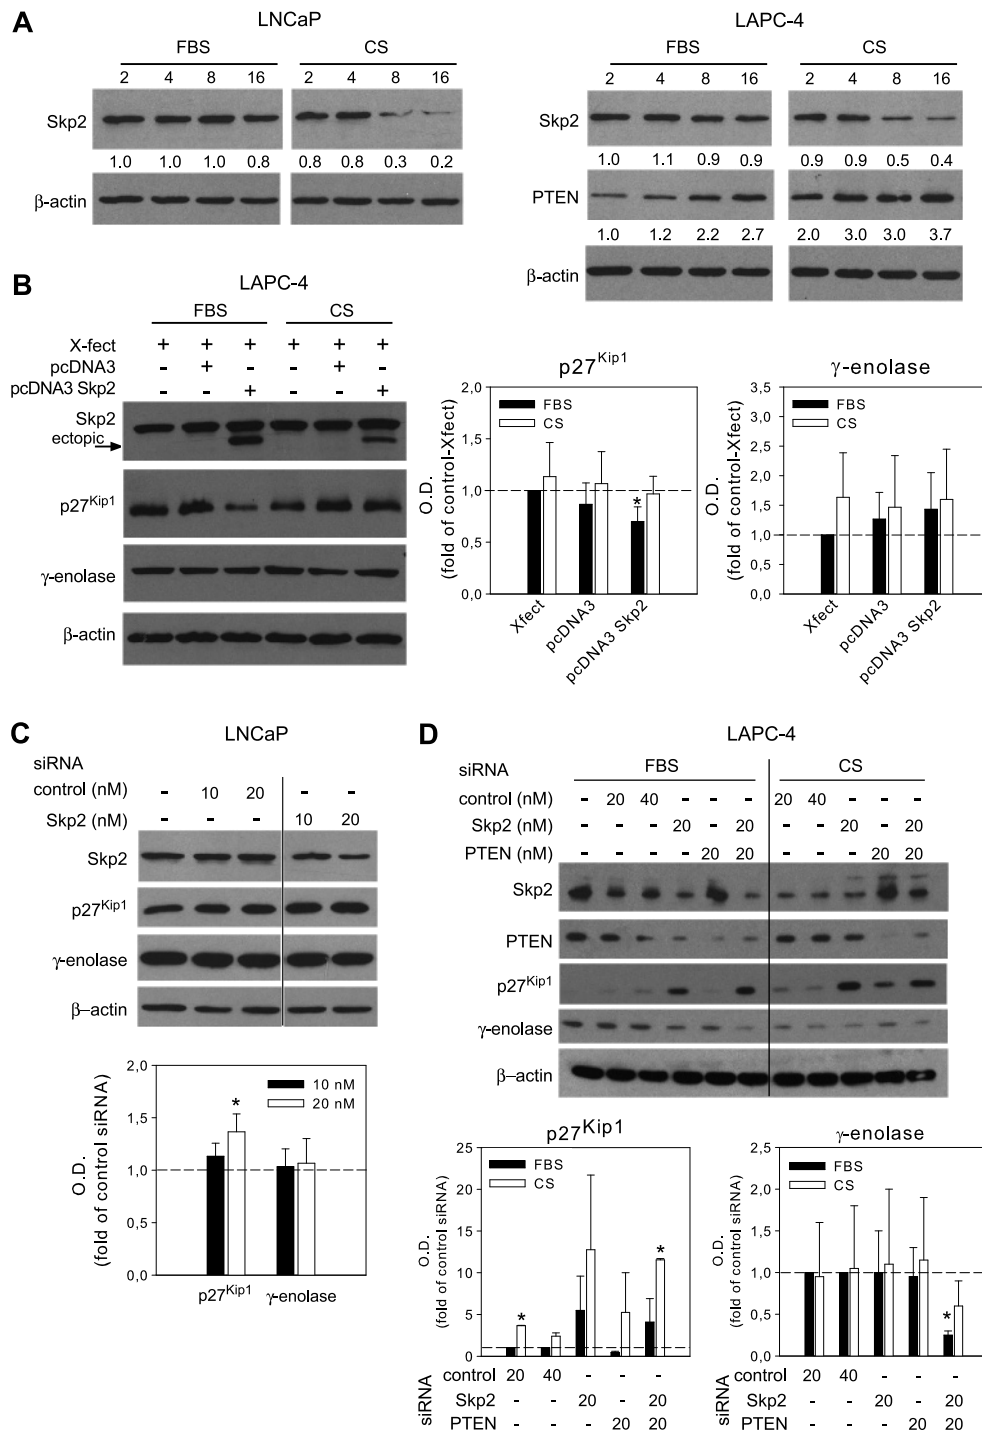 A
LNCaP
FBS CS
2 4 8 16 2 4 8 16
Skp2
1.0 1.0 1.0 0.8 0.8 0.8 0.3 0.2
β-actin
LAPC-4
FBS CS
2 4 8 16 2 4 8 16
Skp2
1.0 1.1 0.9 0.9 0.9 0.9 0.5 0.4
PTEN
1.0 1.2 2.2 2.7 2.0 3.0 3.0 3.7
β-actin
B
LAPC-4
FBS CS
X-fect + + + + + +
pcDNA3 - + - - + -
pcDNA3 Skp2 - - + - - +
Skp2
ectopic
p27Kip1
γ-enolase
β-actin
p27Kip1
O.D.
(fold of control-Xfect)
2,0
1,5
1,0
0,5
0,0
FBS
CS
*
Xfect
pcDNA3
pcDNA3 Skp2
γ-enolase
O.D.
(fold of control-Xfect)
3,5
3,0
2,5
2,0
1,5
1,0
0,5
0,0
FBS
CS
Xfect
pcDNA3
pcDNA3 Skp2
C
LNCaP
siRNA
control (nM) - 10 20 - -
Skp2 (nM) - - - 10 20
Skp2
p27Kip1
γ-enolase
β–actin
O.D.
(fold of control siRNA)
2,0
1,5
1,0
0,5
0,0
10 nM
20 nM
*
p27Kip1 γ-enolase
D
LAPC-4
siRNA FBS CS
control (nM) - 20 40 - - - 20 40 - - -
Skp2 (nM) - - - 20 - 20 - - 20 - 20
PTEN (nM) - - - - 20 20 - - - 20 20
Skp2
PTEN
p27Kip1
γ-enolase
β–actin
p27Kip1
O.D.
(fold of control siRNA)
25
20
15
10
5
0
FBS
CS
* *
siRNA
control 20 40 - - -
Skp2 - - 20 - 20
PTEN - - - 20 20
γ-enolase
O.D.
(fold of control siRNA)
2,5
2,0
1,5
1,0
0,5
0,0
FBS
CS
*
siRNA
control 20 40 - - -
Skp2 - - 20 - 20
PTEN - - - 20 20